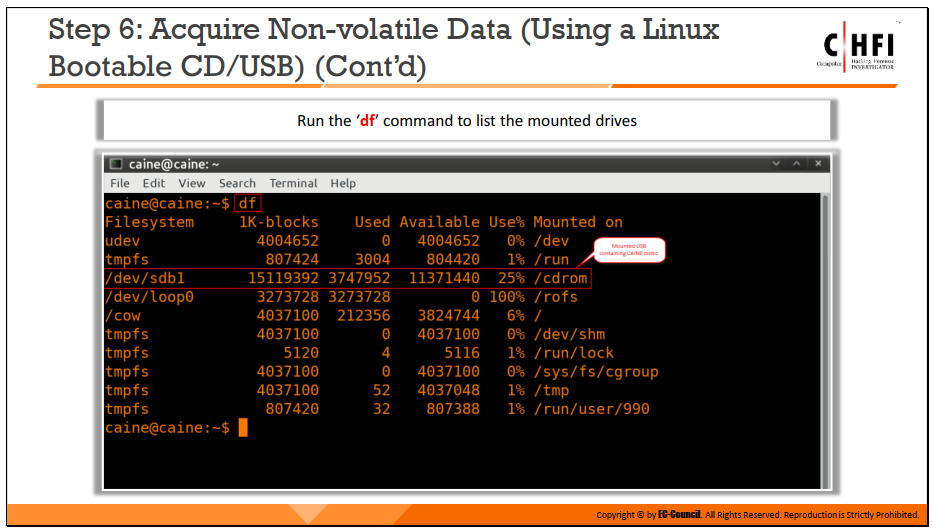 Step 6: Acquire Non-volatile Data (Using a Linux
Bootable CD/USB) (Cont'd)
CHFI
Computer Hacking Forensic
INVESTIGATOR
Run the 'df' command to list the mounted drives
caine@caine: ~
File Edit View Search Terminal Help
caine@caine:~$ df
Filesystem 1K-blocks Used Available Use% Mounted on
udev 4004652 0 4004652 0% /dev
tmpfs 807424 3004 804420 1% /run
/dev/sdb1 15119392 3747952 11371440 25% /cdrom
/dev/loop0 3273728 3273728 0 100% /rofs
/cow 4037100 212356 3824744 6% /
tmpfs 4037100 0 4037100 0% /dev/shm
tmpfs 5120 4 5116 1% /run/lock
tmpfs 4037100 0 4037100 0% /sys/fs/cgroup
tmpfs 4037100 52 4037048 1% /tmp
tmpfs 807420 32 807388 1% /run/user/990
caine@caine:~$
Mounted USB
containing CAINE distro
Copyright © by EC-Council. All Rights Reserved. Reproduction is Strictly Prohibited.